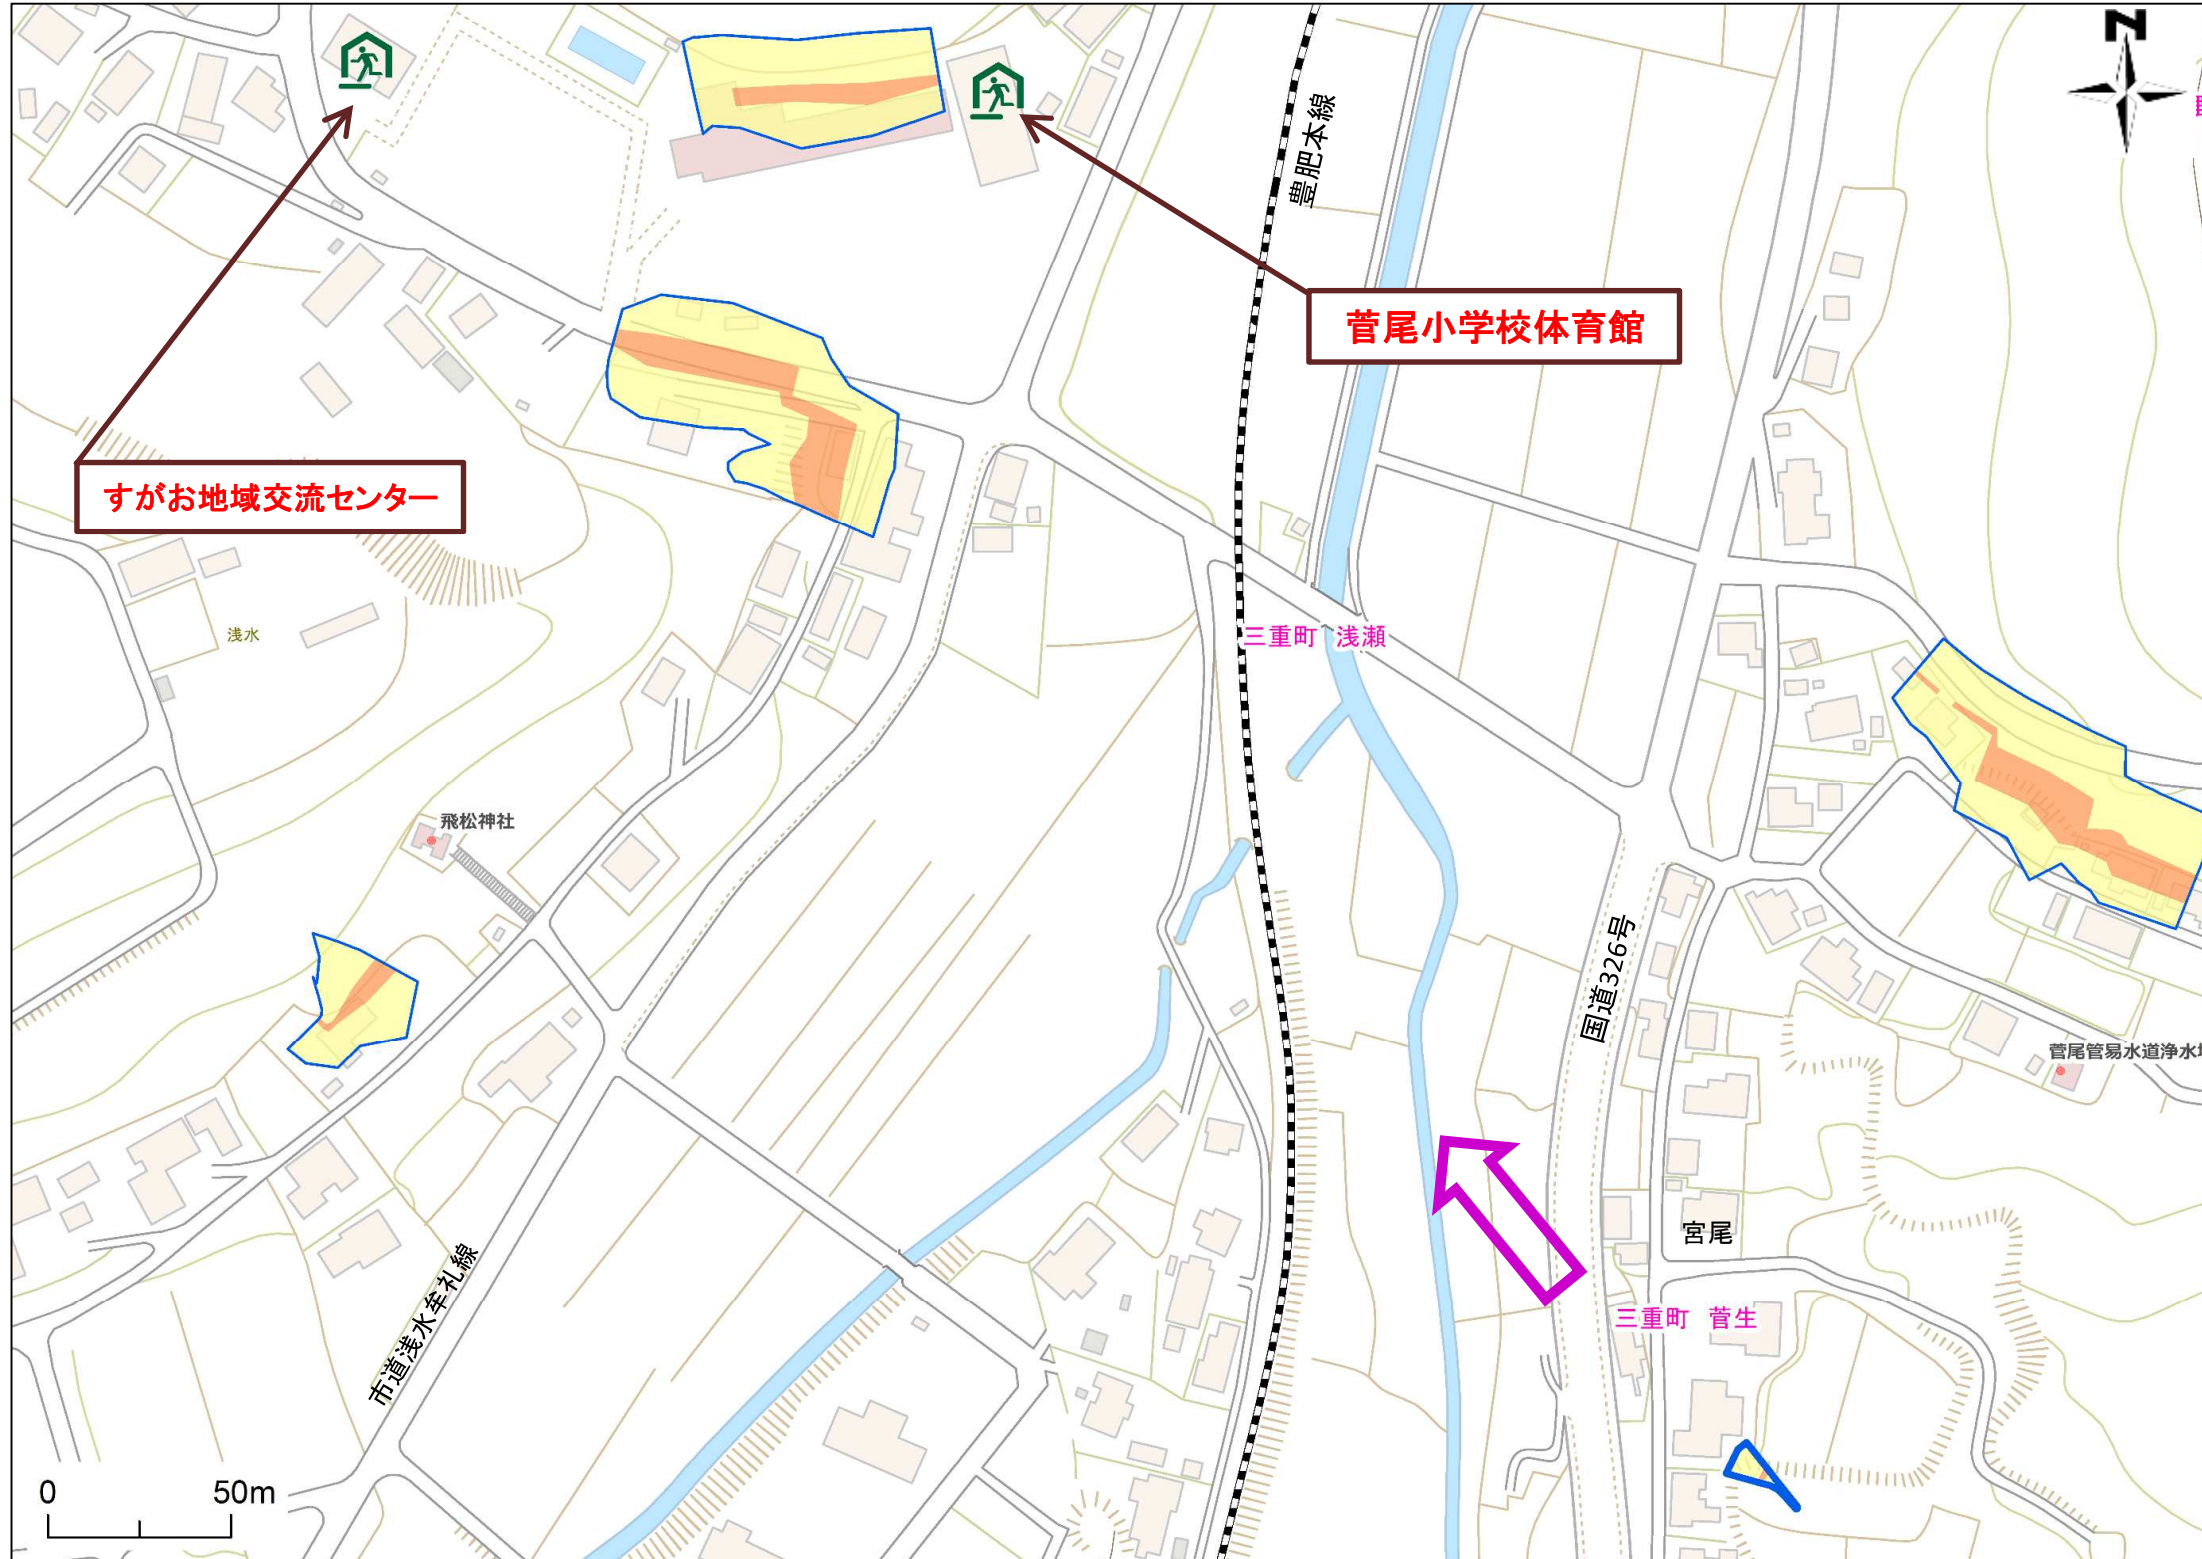 N
豊肥本線
菅尾小学校体育館
すがお地域交流センター
浅水
三重町 浅瀬
飛松神社
国道326号
菅尾管易水道浄水場
宮尾
市道浅水牟礼線
三重町 菅生
0 50m